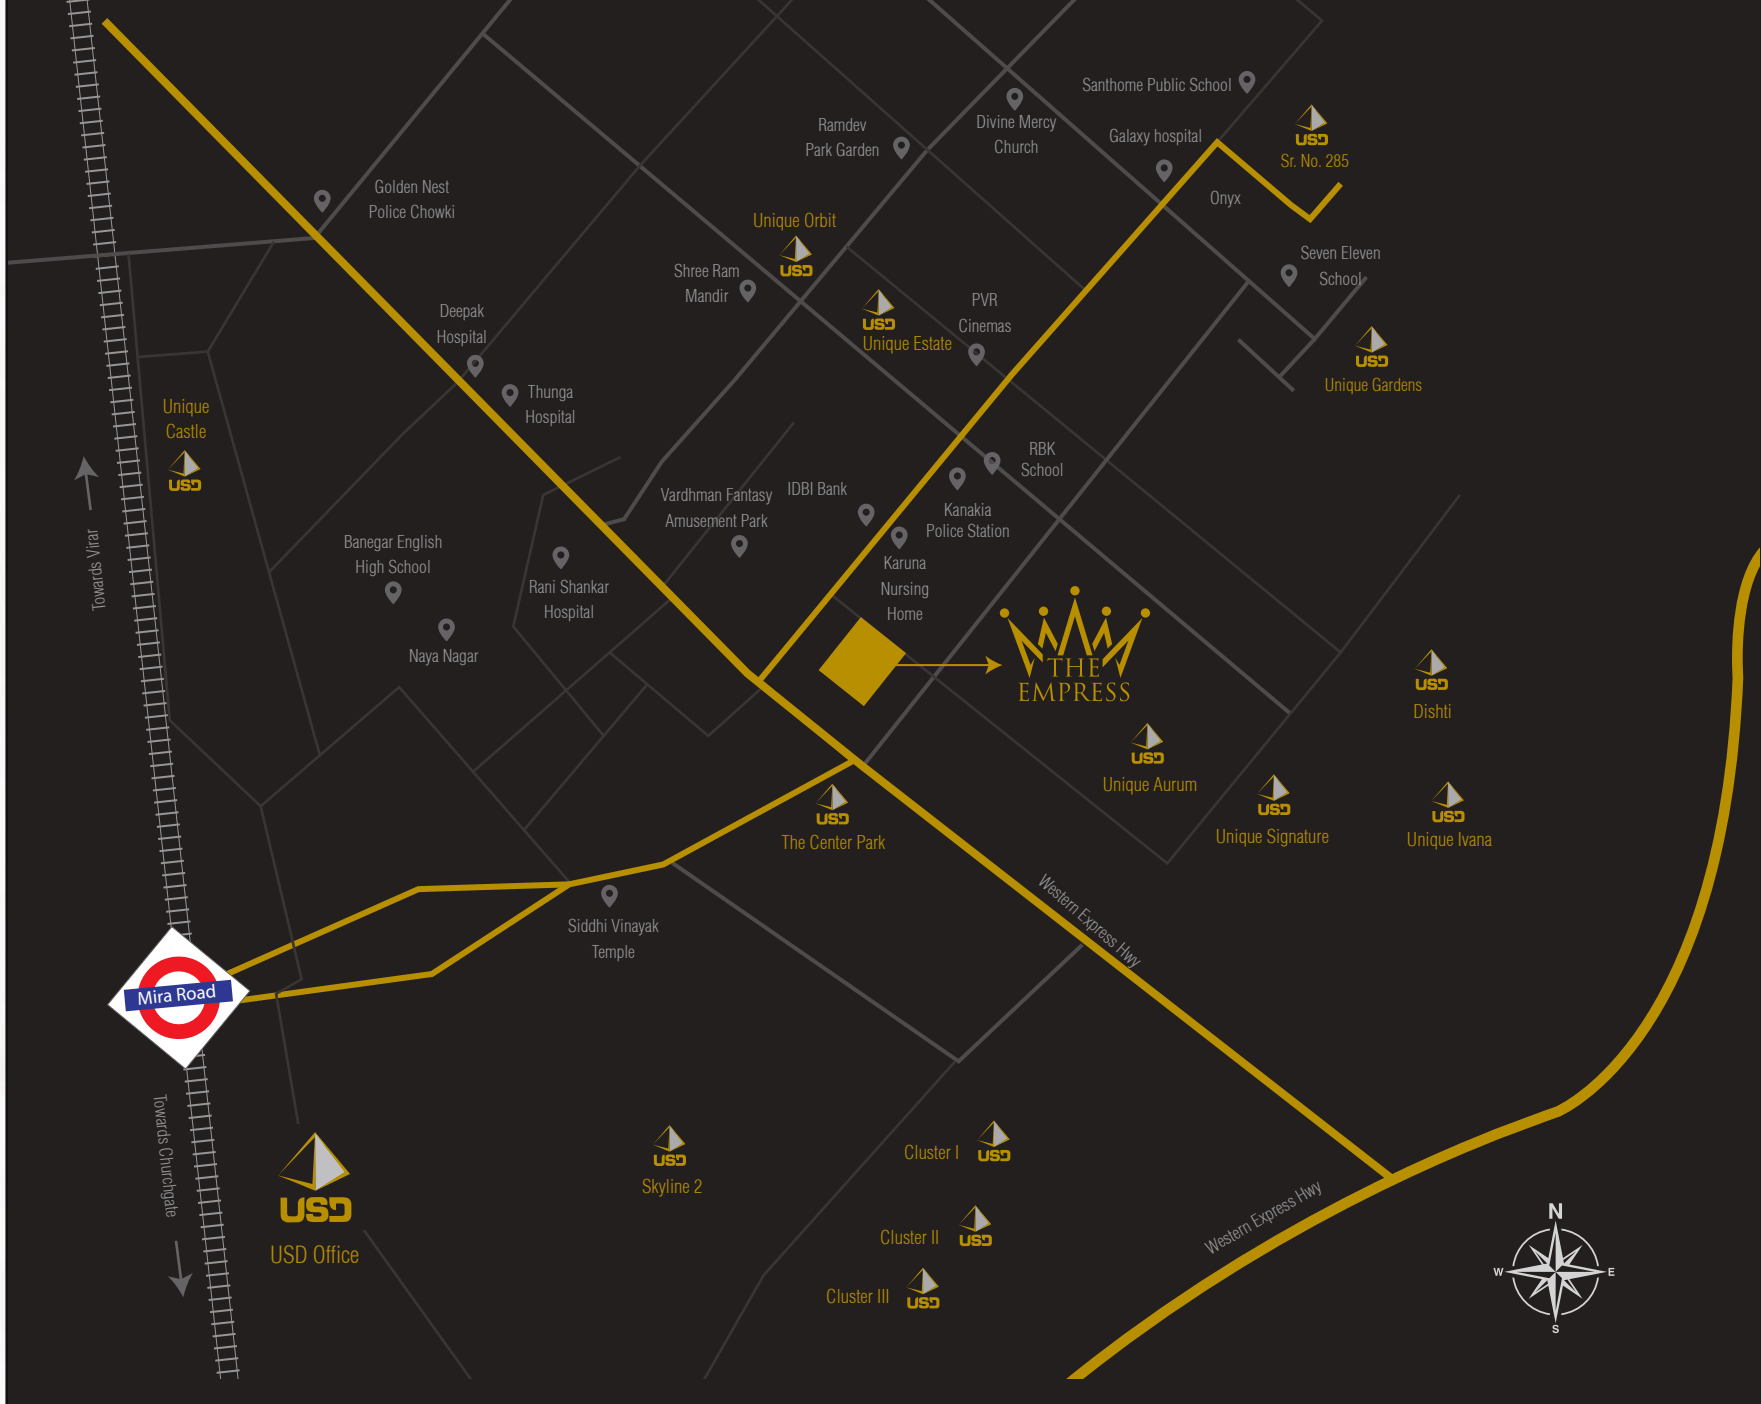 Santhome Public School
Divine Mercy
Church
Ramdev
Park Garden
Galaxy hospital
USD
Sr. No. 285
Onyx
Golden Nest
Police Chowki
Unique Orbit
USD
Seven Eleven
School
Shree Ram
Mandir
Deepak
Hospital
PVR
Cinemas
USD
Unique Estate
USD
Unique Gardens
Thunga
Hospital
Unique
Castle
USD
RBK
School
Vardhman Fantasy
Amusement Park
IDBI Bank
Kanakia
Police Station
Towards Virar
Banegar English
High School
Rani Shankar
Hospital
Karuna
Nursing
Home
Naya Nagar
THE
EMPRESS
USD
Dishti
USD
Unique Aurum
USD
The Center Park
USD
Unique Signature
USD
Unique Ivana
Western Express Hwy
Siddhi Vinayak
Temple
Mira Road
Towards Churchgate
USD
USD Office
USD
Skyline 2
Cluster I
USD
Cluster II
USD
Cluster III
USD
Western Express Hwy
N
W
E
S